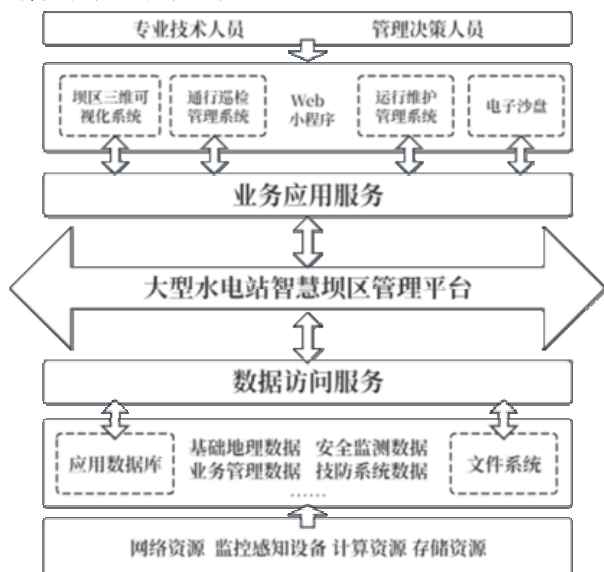 专业技术人员 管理决策人员
坝区三维可
视化系统
通行巡检
管理系统
Web
小程序
运行维护
管理系统
电子沙盘
业务应用服务
大型水电站智慧坝区管理平台
数据访问服务
应用数据库
基础地理数据 安全监测数据
业务管理数据 技防系统数据
……
文件系统
网络资源 监控感知设备 计算资源 存储资源